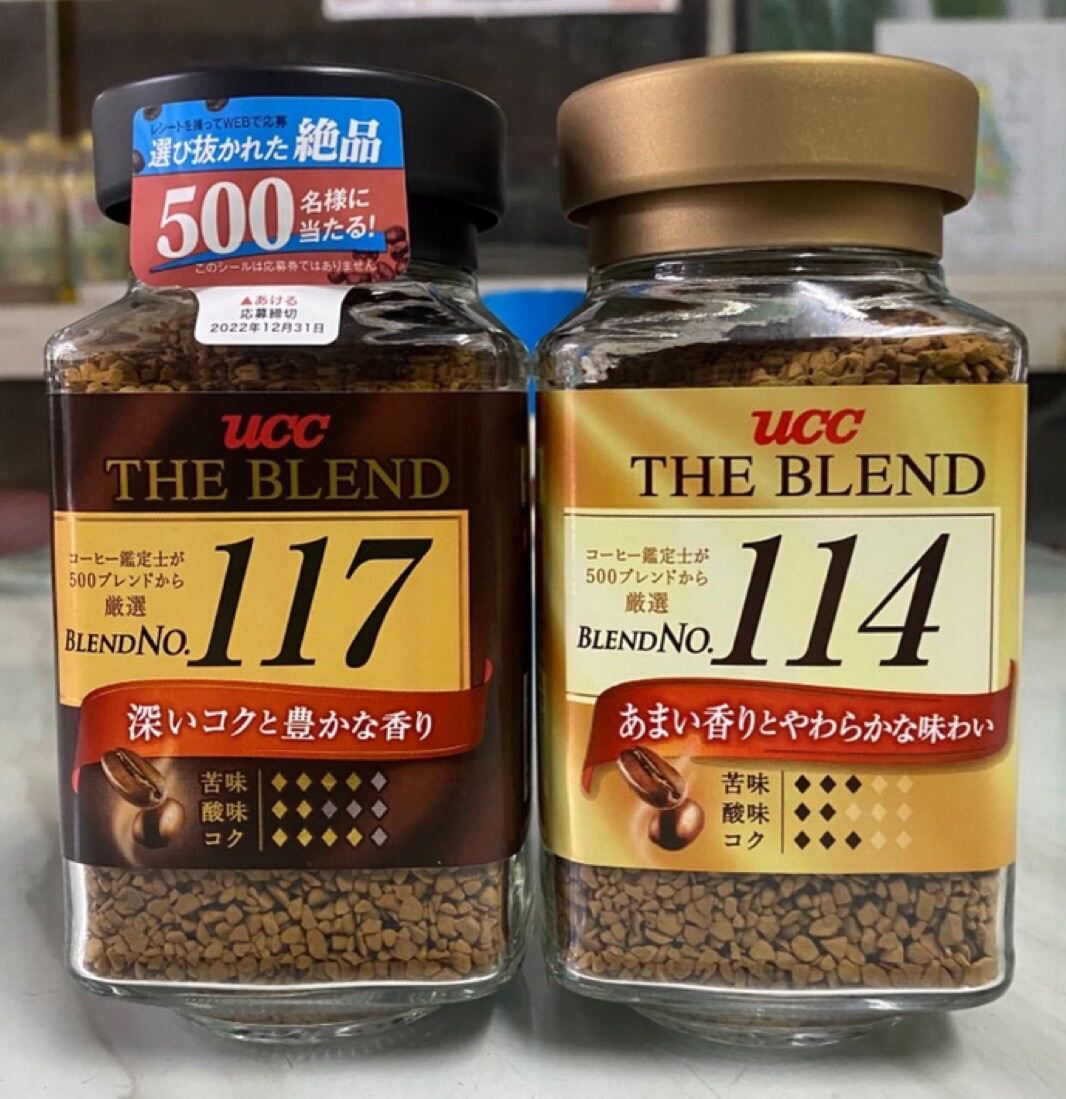 レシートを撮ってWEBで応募
選び抜かれた 絶品
500名様に
当たる!
このシールは応募券ではありません
▲あける
応募締切
2022年12月31日
UCC
THE BLEND
コーヒー鑑定士が
500ブレンドから
厳選
BLEND NO. 117
深いコクと豊かな香り
苦味
酸味
コク
UCC
THE BLEND
コーヒー鑑定士が
500ブレンドから
厳選
BLEND NO. 114
あまい香りとやわらかな味わい
苦味
酸味
コク